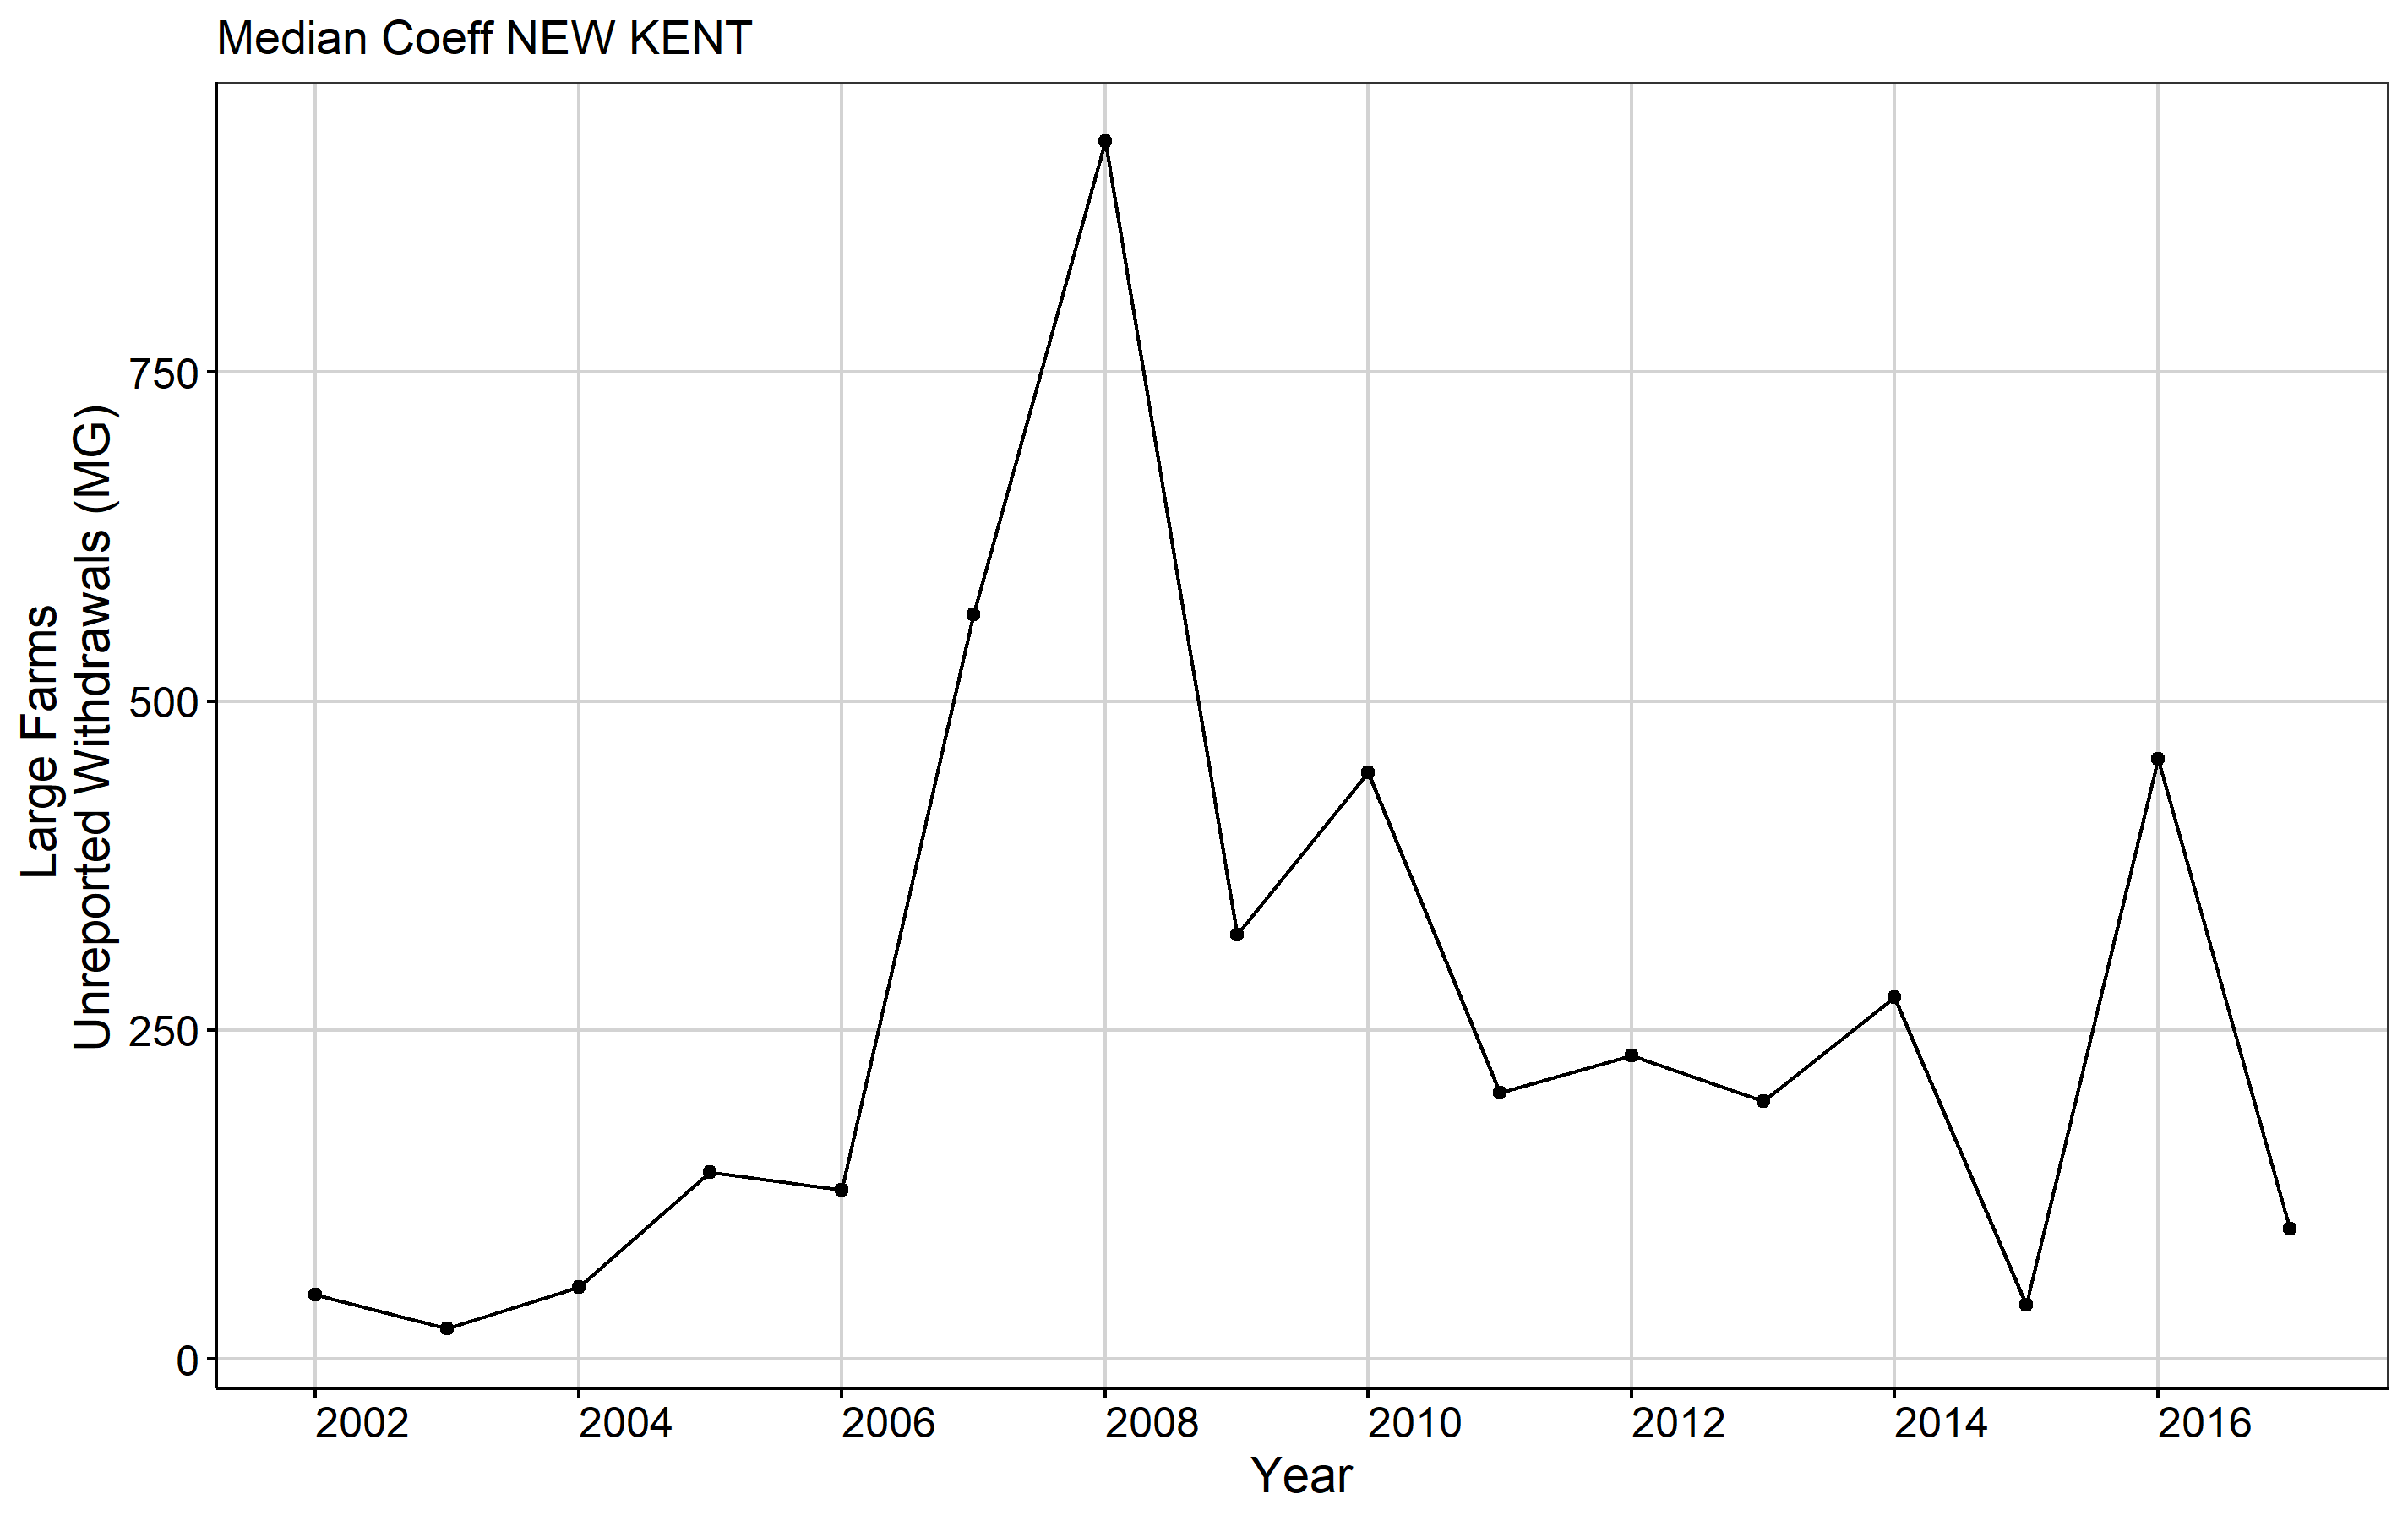 Median Coeff NEW KENT
Large Farms
Unreported Withdrawals (MG)
750
500
250
0
2002 2004 2006 2008 2010 2012 2014 2016
Year